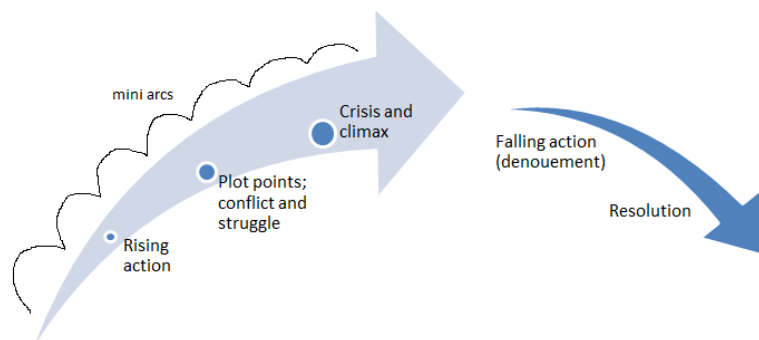 mini arcs
Crisis and
climax
Plot points;
conflict and
struggle
Rising
action
Falling action
(denouement)
Resolution